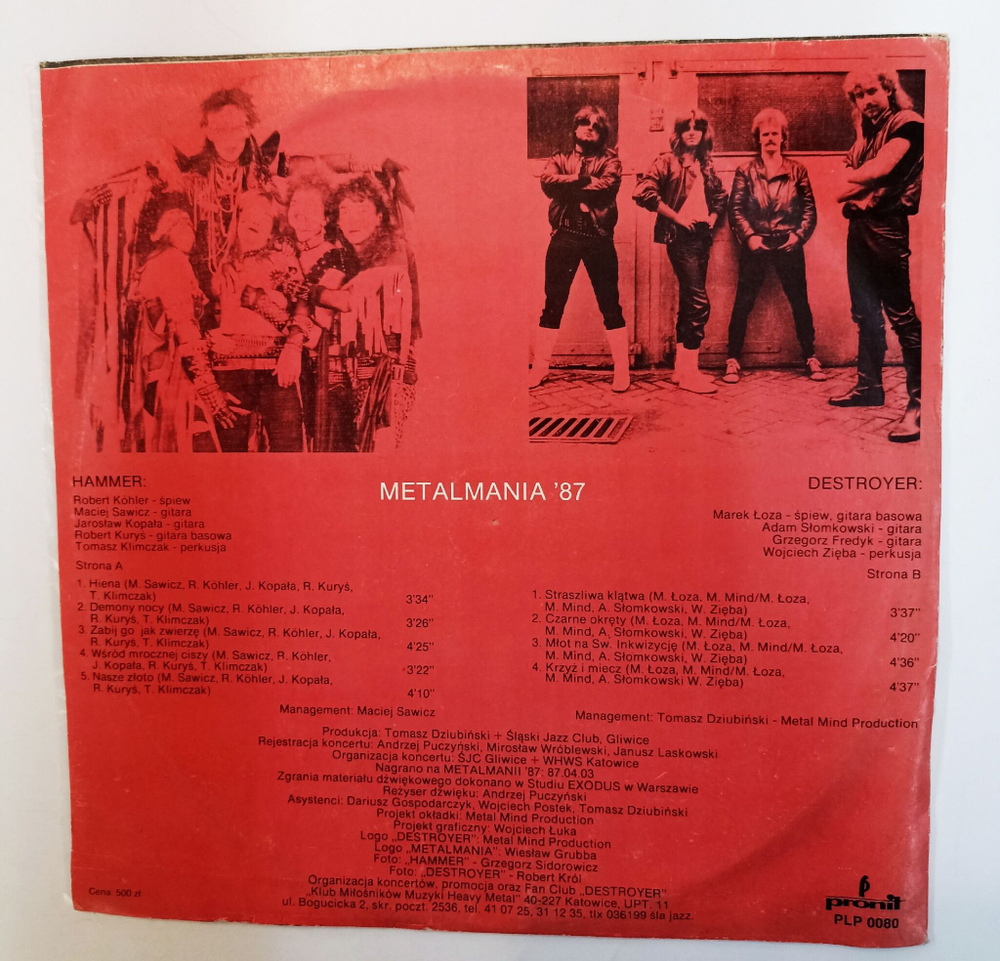 HAMMER:
Robert Köhler - śpiew
Maciej Sawicz - gitara
Jarosław Kopała - gitara
Robert Kuryś - gitara basowa
Tomasz Klimczak - perkusja
METALMANIA '87
DESTROYER:
Marek Łoza - śpiew, gitara basowa
Adam Słomkowski - gitara
Grzegorz Fredyk - gitara
Wojciech Zięba - perkusja
Strona A
1. Hiena (M. Sawicz, R. Köhler, J. Kopała, R. Kuryś,
T. Klimczak) 3'34"
2. Demony nocy (M. Sawicz, R. Köhler, J. Kopała,
R. Kuryś, T. Klimczak) 3'26"
3. Zabij go jak zwierzę (M. Sawicz, R. Köhler, J. Kopała,
R. Kuryś, T. Klimczak) 4'25"
4. Wśród mrocznej ciszy (M. Sawicz, R. Köhler,
J. Kopała, R. Kuryś, T. Klimczak) 3'22"
5. Nasze złoto (M. Sawicz, R. Köhler, J. Kopała,
R. Kuryś, T. Klimczak) 4'10"
Management: Maciej Sawicz
Strona B
1. Straszliwa klątwa (M. Łoza, M. Mind/M. Łoza,
M. Mind, A. Słomkowski, W. Zięba) 3'37"
2. Czarne okręty (M. Łoza, M. Mind/M. Łoza,
M. Mind, A. Słomkowski, W. Zięba) 4'20"
3. Młot na Św. Inkwizycję (M. Łoza, M. Mind/M. Łoza,
M. Mind, A. Słomkowski, W. Zięba) 4'36"
4. Krzyż i miecz (M. Łoza, M. Mind/M. Łoza,
M. Mind, A. Słomkowski W. Zięba) 4'37"
Management: Tomasz Dziubiński - Metal Mind Production
Produkcja: Tomasz Dziubiński + Śląski Jazz Club, Gliwice
Rejestracja koncertu: Andrzej Puczyński, Mirosław Wróblewski, Janusz Laskowski
Organizacja koncertu: ŚJC Gliwice + WHWS Katowice
Nagrano na METALMANII '87: 87.04.03
Zgrania materiału dźwiękowego dokonano w Studiu EXODUS w Warszawie
Reżyser dźwięku: Andrzej Puczyński
Asystenci: Dariusz Gospodarczyk, Wojciech Postek, Tomasz Dziubiński
Projekt okładki: Metal Mind Production
Projekt graficzny: Wojciech Łuka
Logo „DESTROYER": Metal Mind Production
Logo „METALMANIA": Wiesław Grubba
Foto: „HAMMER" - Grzegorz Sidorowicz
Foto: „DESTROYER" - Robert Król
Organizacja koncertów, promocja oraz Fan Club „DESTROYER"
„Klub Miłośników Muzyki Heavy Metal" 40-227 Katowice, UPT. 11
ul. Bogucicka 2, skr. poczt. 2536, tel. 41 07 25, 31 12 35, tlx 036199 śla jazz.
Cena: 500 zł
pronit
PLP 0080